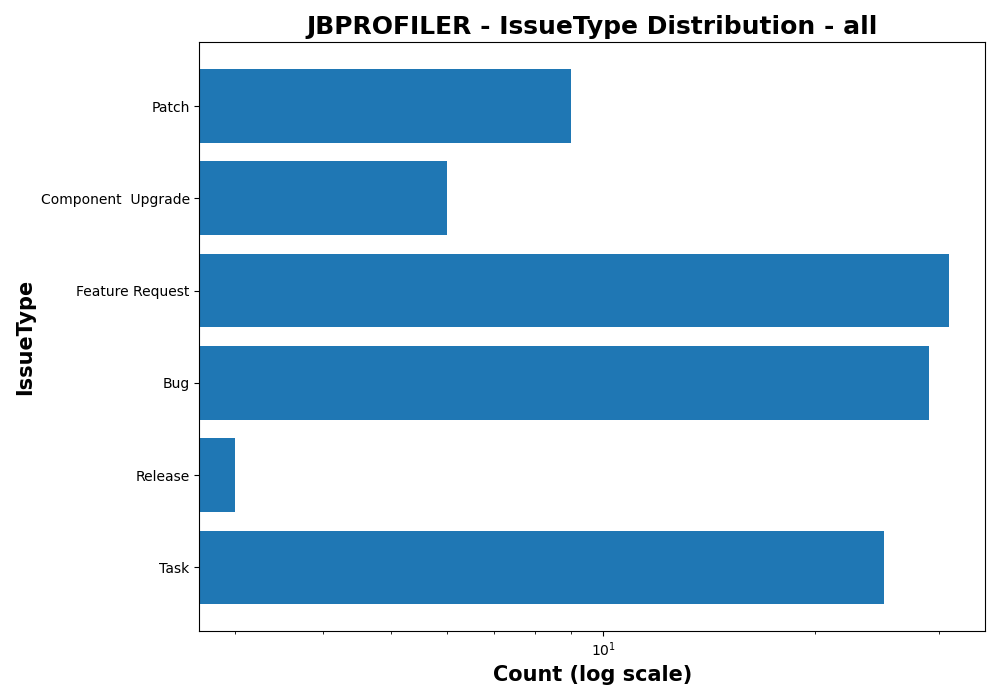 JBPROFILER - IssueType Distribution - all
Patch
Component  Upgrade
Feature Request
Bug
Release
Task
IssueType
10¹
Count (log scale)